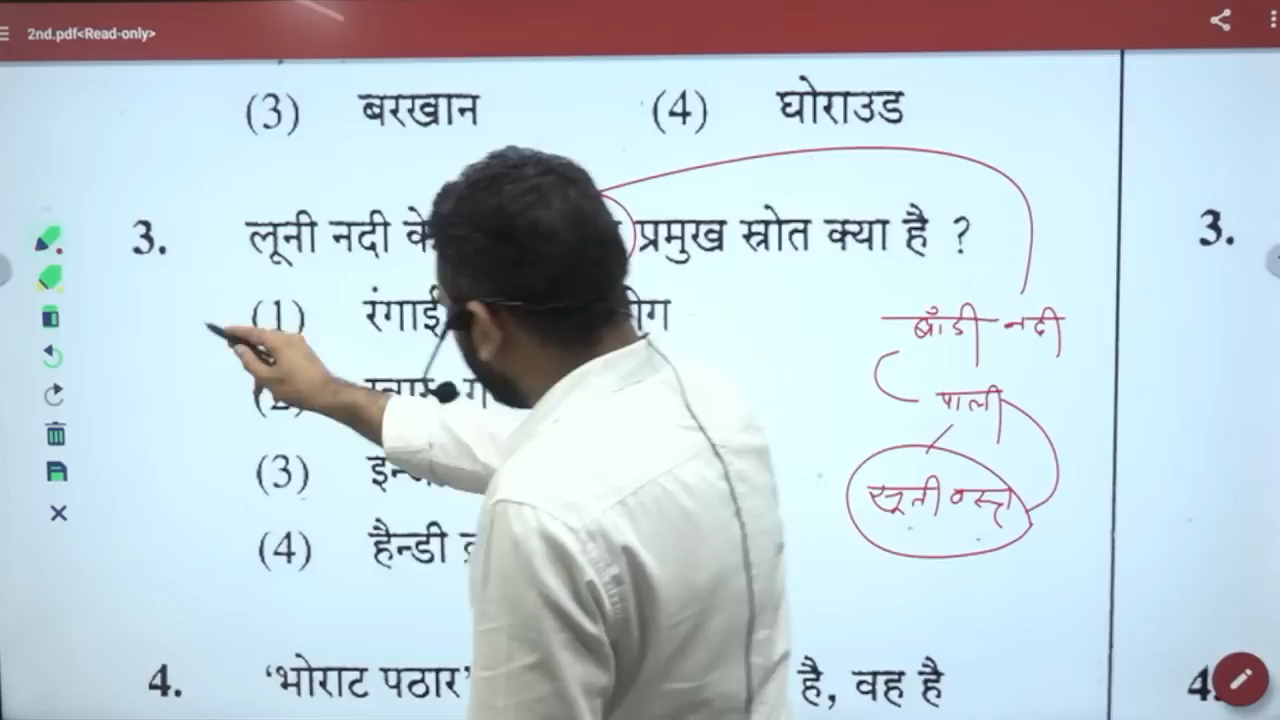 2nd.pdf<Read-only>
(3) बरखान (4) घोराउड
3. लूनी नदी के प्रमुख स्रोत क्या है ?
3.
(1) रंगाई
बाँडी नदी
पाली
(3)
सूती वस्त्र
(4) हैन्डी
4. ‘भोराट पठार’ है, वह है
4.